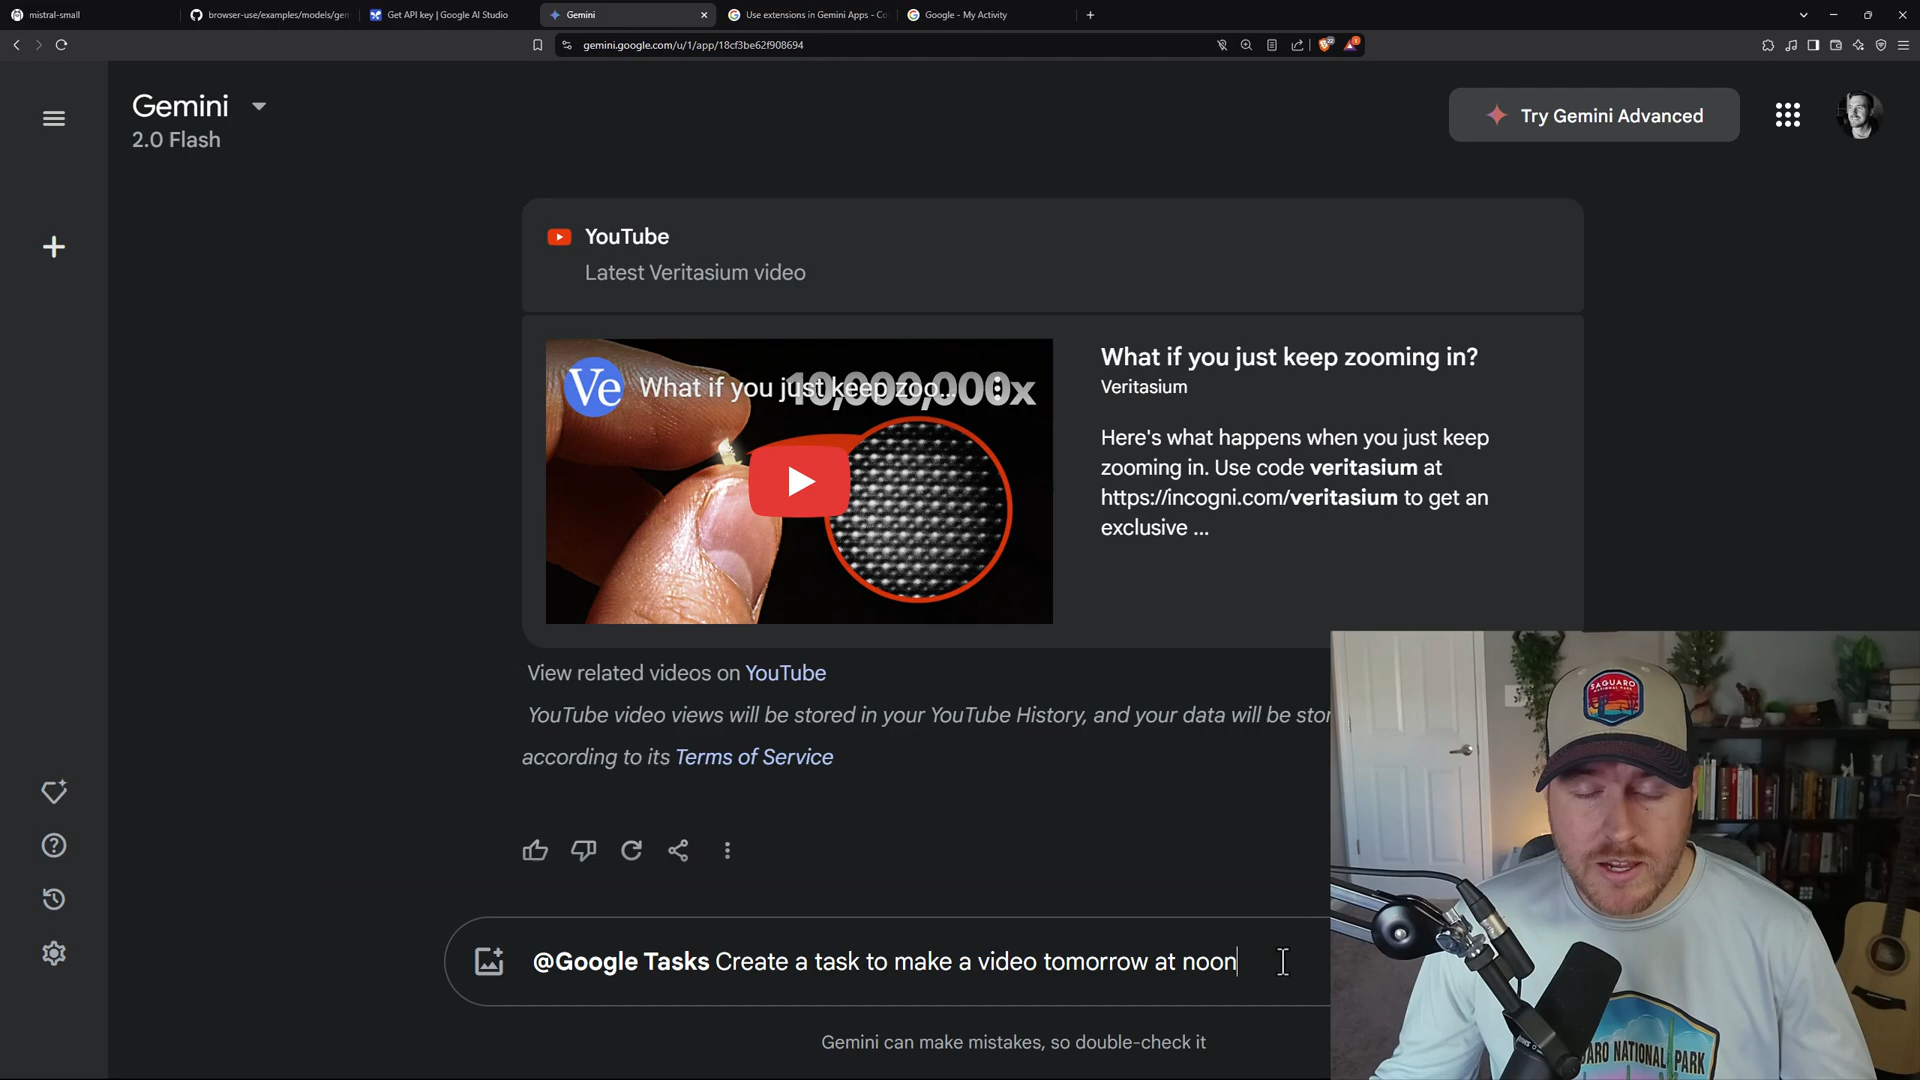 mistral-small
browser-use/examples/models/gem
Get API key | Google AI Studio
Gemini
Use extensions in Gemini Apps - Co
Google - My Activity
gemini.google.com/u/1/app/18cf3be62f908694
Gemini
2.0 Flash
Try Gemini Advanced
YouTube
Latest Veritasium video
Ve What if you just keep zoo...
10,000,000x
What if you just keep zooming in?
Veritasium
Here's what happens when you just keep
zooming in. Use code veritasium at
https://incogni.com/veritasium to get an
exclusive ...
View related videos on YouTube
YouTube video views will be stored in your YouTube History, and your data will be stor
according to its Terms of Service
@Google Tasks Create a task to make a video tomorrow at noon
Gemini can make mistakes, so double-check it
SAGUARO
NATIONAL PARK
ARO NATIONAL PARK